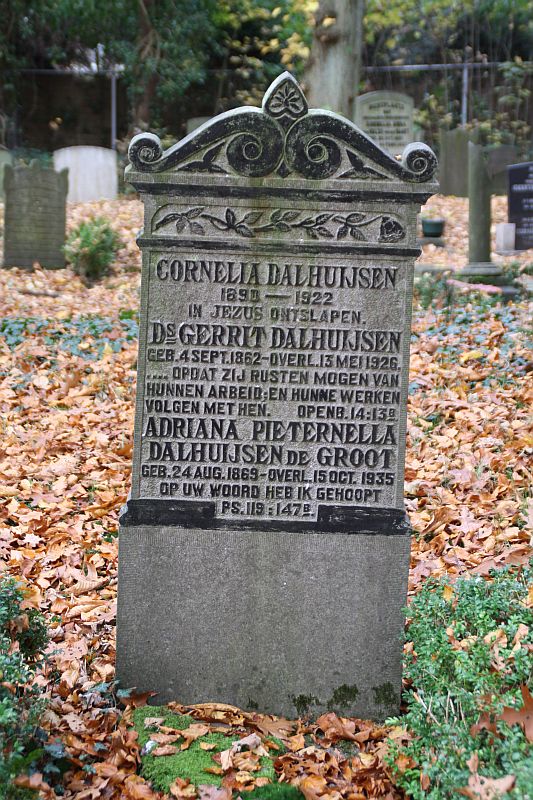 CORNELIA DALHUIJSEN
1890 — 1922
IN JEZUS ONTSLAPEN.
Ds GERRIT DALHUIJSEN
GEB. 4 SEPT. 1862 - OVERL. 13 MEI 1926.
.... OPDAT ZIJ RUSTEN MOGEN VAN
HUNNEN ARBEID; EN HUNNE WERKEN
VOLGEN MET HEN. OPENB. 14:13B
ADRIANA PIETERNELLA
DALHUIJSEN DE GROOT
GEB. 24 AUG. 1869 - OVERL. 15 OCT. 1935
OP UW WOORD HEB IK GEHOOPT
PS. 119:147B.